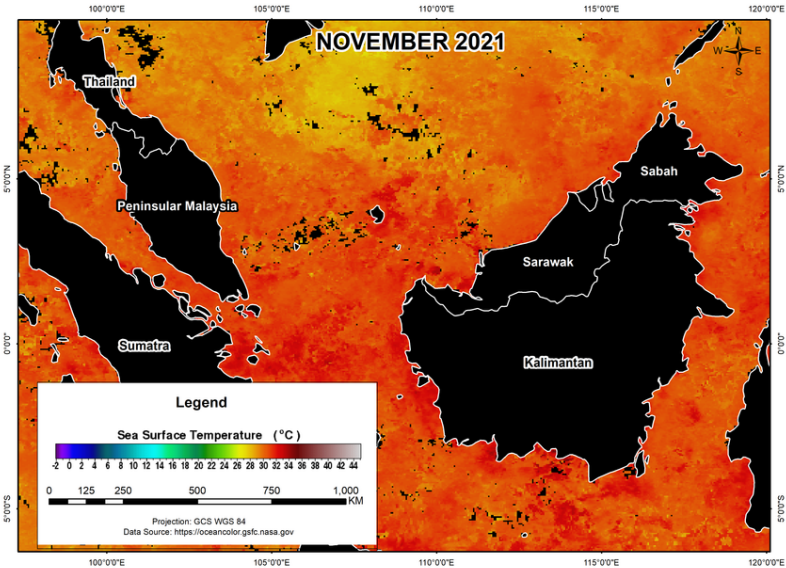 100°0'0"E 105°0'0"E 110°0'0"E 115°0'0"E 120°0'0"E
NOVEMBER 2021
N
W E
S
Thailand
5°0'0"N 5°0'0"N
Sabah
Peninsular Malaysia
Sarawak
0°0'0" 0°0'0"
Sumatra
Kalimantan
Legend
Sea Surface Temperature (°C)
-2 0 2 4 6 8 10 12 14 16 18 20 22 24 26 28 30 32 34 36 38 40 42 44
0 125 250 500 750 1,000
KM
5°0'0"S 5°0'0"S
Projection: GCS WGS 84
Data Source: https://oceancolor.gsfc.nasa.gov
100°0'0"E 105°0'0"E 110°0'0"E 115°0'0"E 120°0'0"E